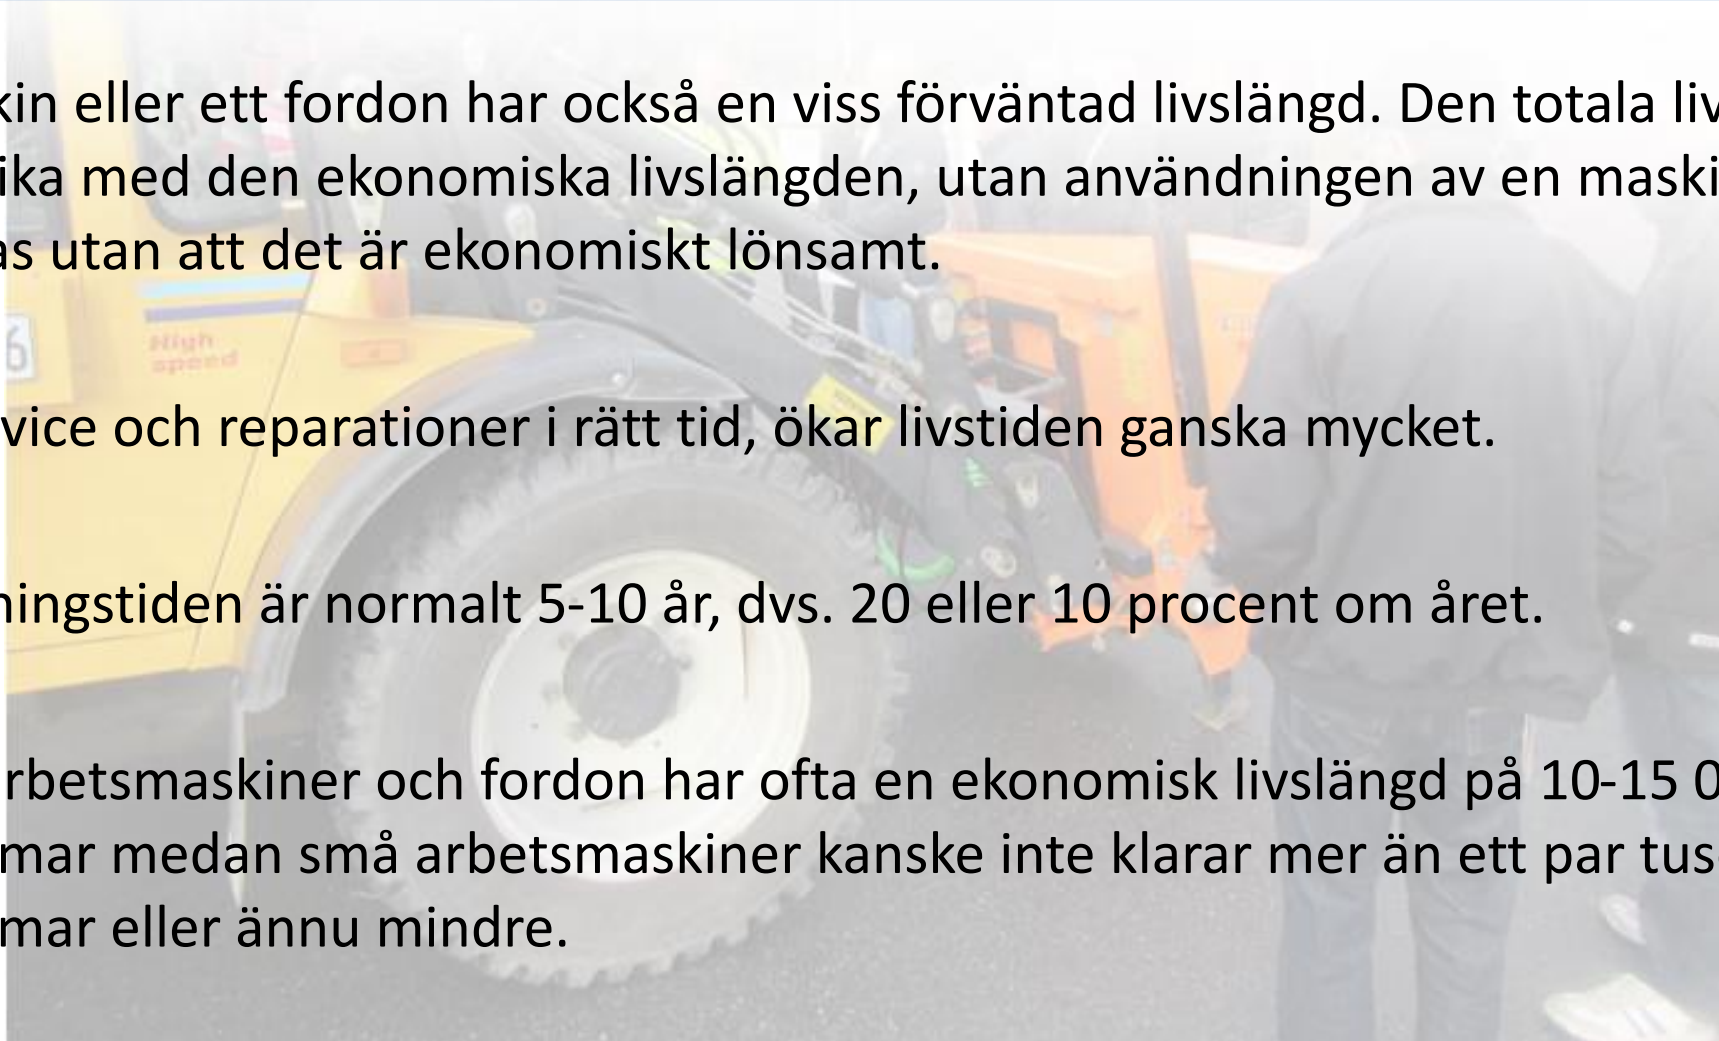 kin eller ett fordon har också en viss förväntad livslängd. Den totala liv
ika med den ekonomiska livslängden, utan användningen av en maski
as utan att det är ekonomiskt lönsamt.
6
High
speed
vice och reparationer i rätt tid, ökar livstiden ganska mycket.
ningstiden är normalt 5-10 år, dvs. 20 eller 10 procent om året.
rbetsmaskiner och fordon har ofta en ekonomisk livslängd på 10-15 0
mar medan små arbetsmaskiner kanske inte klarar mer än ett par tus
mar eller ännu mindre.